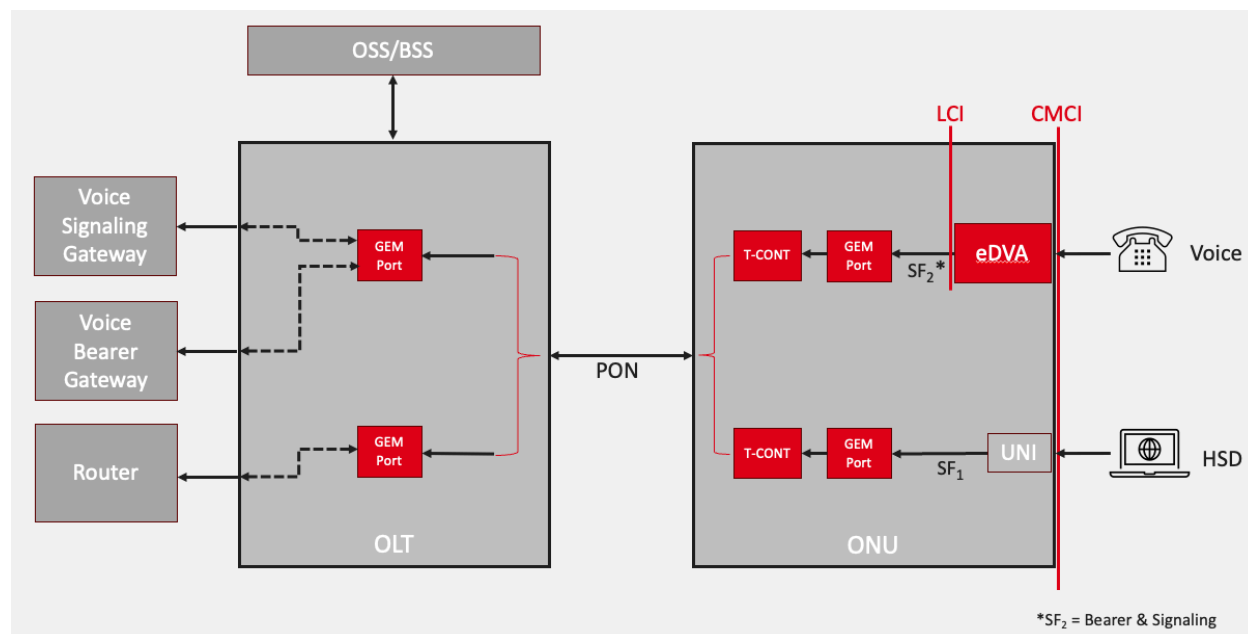 OSS/BSS
LCI
CMCI
Voice
Signaling
Gateway
GEM
Port
T-CONT
GEM
Port
SF2*
eDVA
Voice
Voice
Bearer
Gateway
PON
Router
GEM
Port
T-CONT
GEM
Port
SF1
UNI
HSD
OLT
ONU
*SF2 = Bearer & Signaling